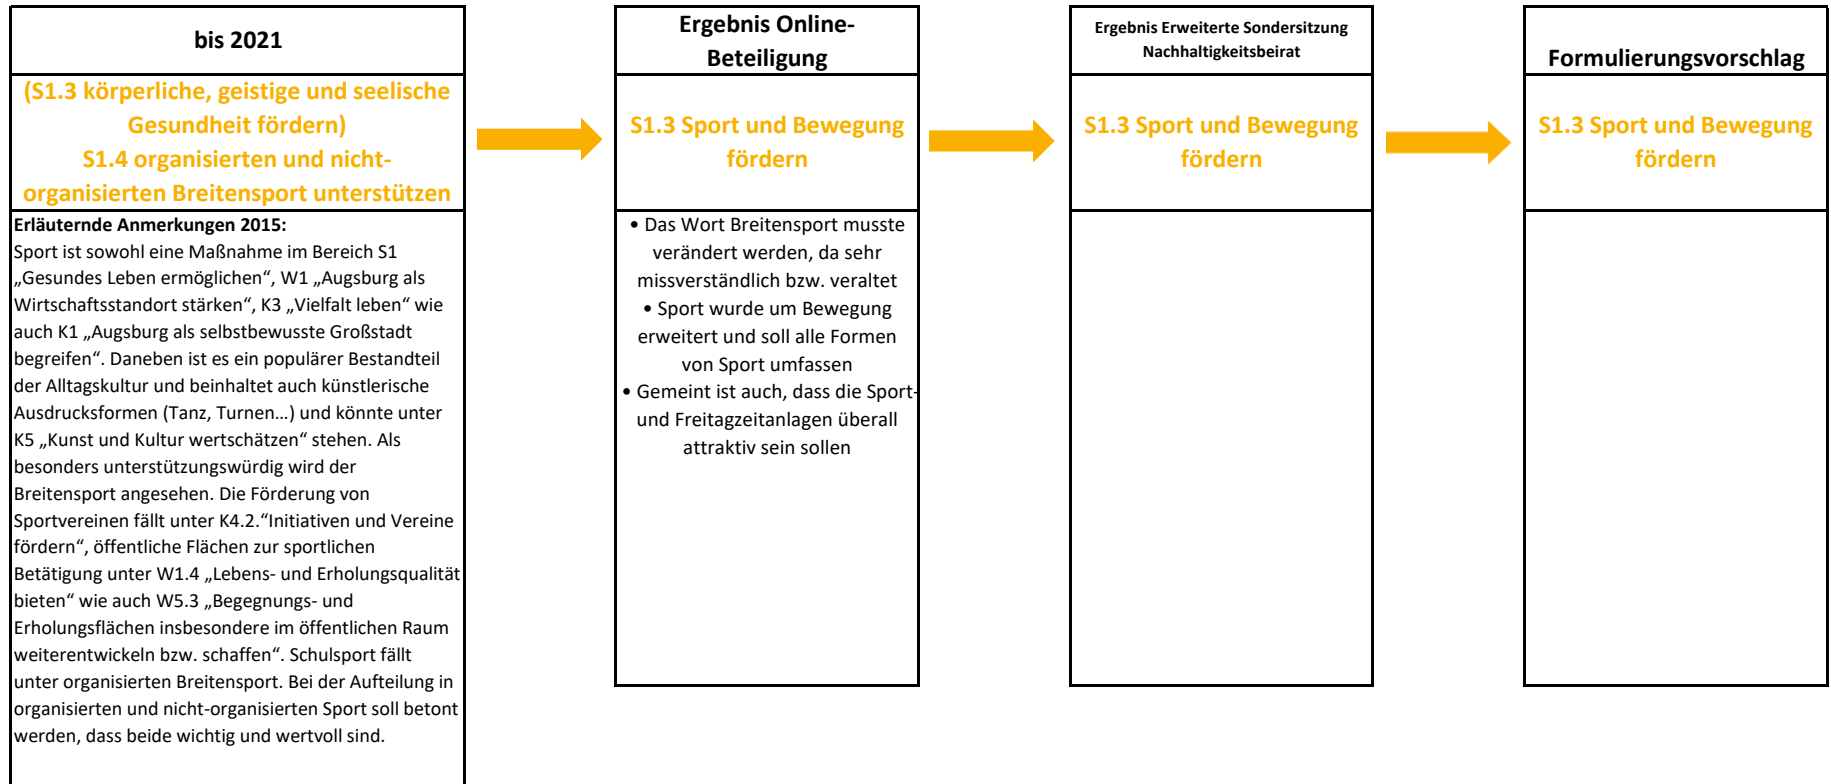 bis 2021
(S1.3 körperliche, geistige und seelische
Gesundheit fördern)
S1.4 organisierten und nicht-
organisierten Breitensport unterstützen
Erläuternde Anmerkungen 2015:
Sport ist sowohl eine Maßnahme im Bereich S1
„Gesundes Leben ermöglichen“, W1 „Augsburg als
Wirtschaftsstandort stärken“, K3 „Vielfalt leben“ wie
auch K1 „Augsburg als selbstbewusste Großstadt
begreifen“. Daneben ist es ein populärer Bestandteil
der Alltagskultur und beinhaltet auch künstlerische
Ausdrucksformen (Tanz, Turnen…) und könnte unter
K5 „Kunst und Kultur wertschätzen“ stehen. Als
besonders unterstützungswürdig wird der
Breitensport angesehen. Die Förderung von
Sportvereinen fällt unter K4.2.“Initiativen und Vereine
fördern“, öffentliche Flächen zur sportlichen
Betätigung unter W1.4 „Lebens- und Erholungsqualität
bieten“ wie auch W5.3 „Begegnungs- und
Erholungsflächen insbesondere im öffentlichen Raum
weiterentwickeln bzw. schaffen“. Schulsport fällt
unter organisierten Breitensport. Bei der Aufteilung in
organisierten und nicht-organisierten Sport soll betont
werden, dass beide wichtig und wertvoll sind.
Ergebnis Online-
Beteiligung
S1.3 Sport und Bewegung
fördern
• Das Wort Breitensport musste
verändert werden, da sehr
missverständlich bzw. veraltet
• Sport wurde um Bewegung
erweitert und soll alle Formen
von Sport umfassen
• Gemeint ist auch, dass die Sport-
und Freitagzeitanlagen überall
attraktiv sein sollen
Ergebnis Erweiterte Sondersitzung
Nachhaltigkeitsbeirat
S1.3 Sport und Bewegung
fördern
Formulierungsvorschlag
S1.3 Sport und Bewegung
fördern